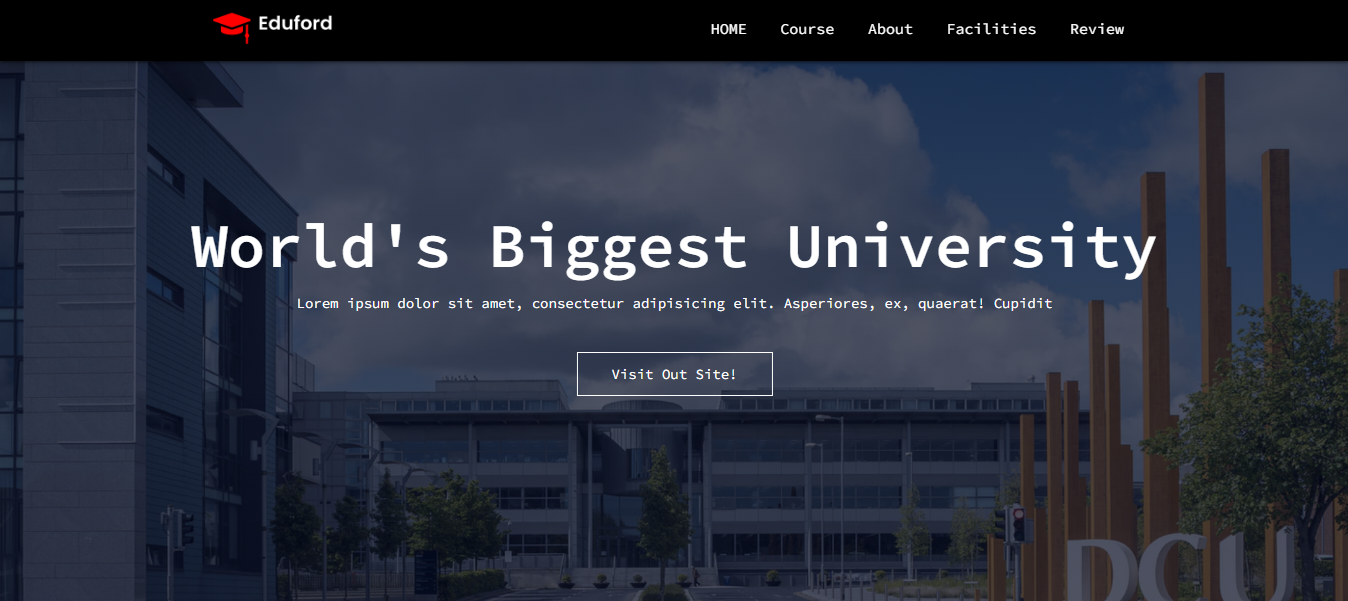 Eduford
HOME Course About Facilities Review
World's Biggest University
Lorem ipsum dolor sit amet, consectetur adipisicing elit. Asperiores, ex, quaerat! Cupidit
Visit Out Site!
DCU